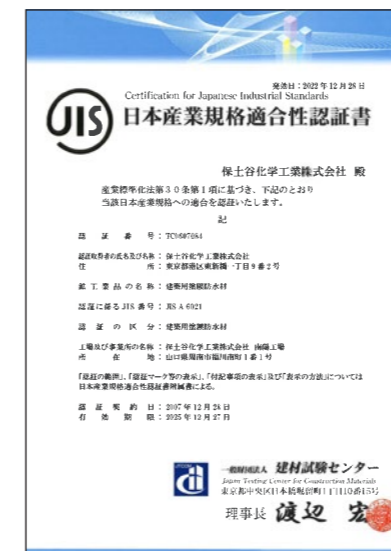 発効日：2022年12月28日
Certification for Japanese Industrial Standards
JIS
日本産業規格適合性認証書
保土谷化学工業株式会社 殿
産業標準化法第30条第1項に基づき、下記のとおり
当該日本産業規格への適合を認証いたします。
記
認証番号：TC0607084
認証取得者の氏名及び名称：保土谷化学工業株式会社
住所：東京都港区東新橋一丁目9番2号
鉱工業品の名称：建築用塗膜防水材
認証に係るJIS番号：JIS A 6021
認証の区分：建築用塗膜防水材
工場及び事業所の名称：保土谷化学工業株式会社 南陽工場
所在地：山口県周南市福川南町1番1号
「認証の範囲」、「認証マーク等の表示」、「付記事項の表示」及び「表示の方法」については
日本産業規格適合性認証書附属書による。
認証契約日：2007年12月28日
有効期限：2025年12月27日
一般財団法人 建材試験センター
Japan Testing Center for Construction Materials
東京都中央区日本橋堀留町1丁目10番15号
理事長 渡辺 宏